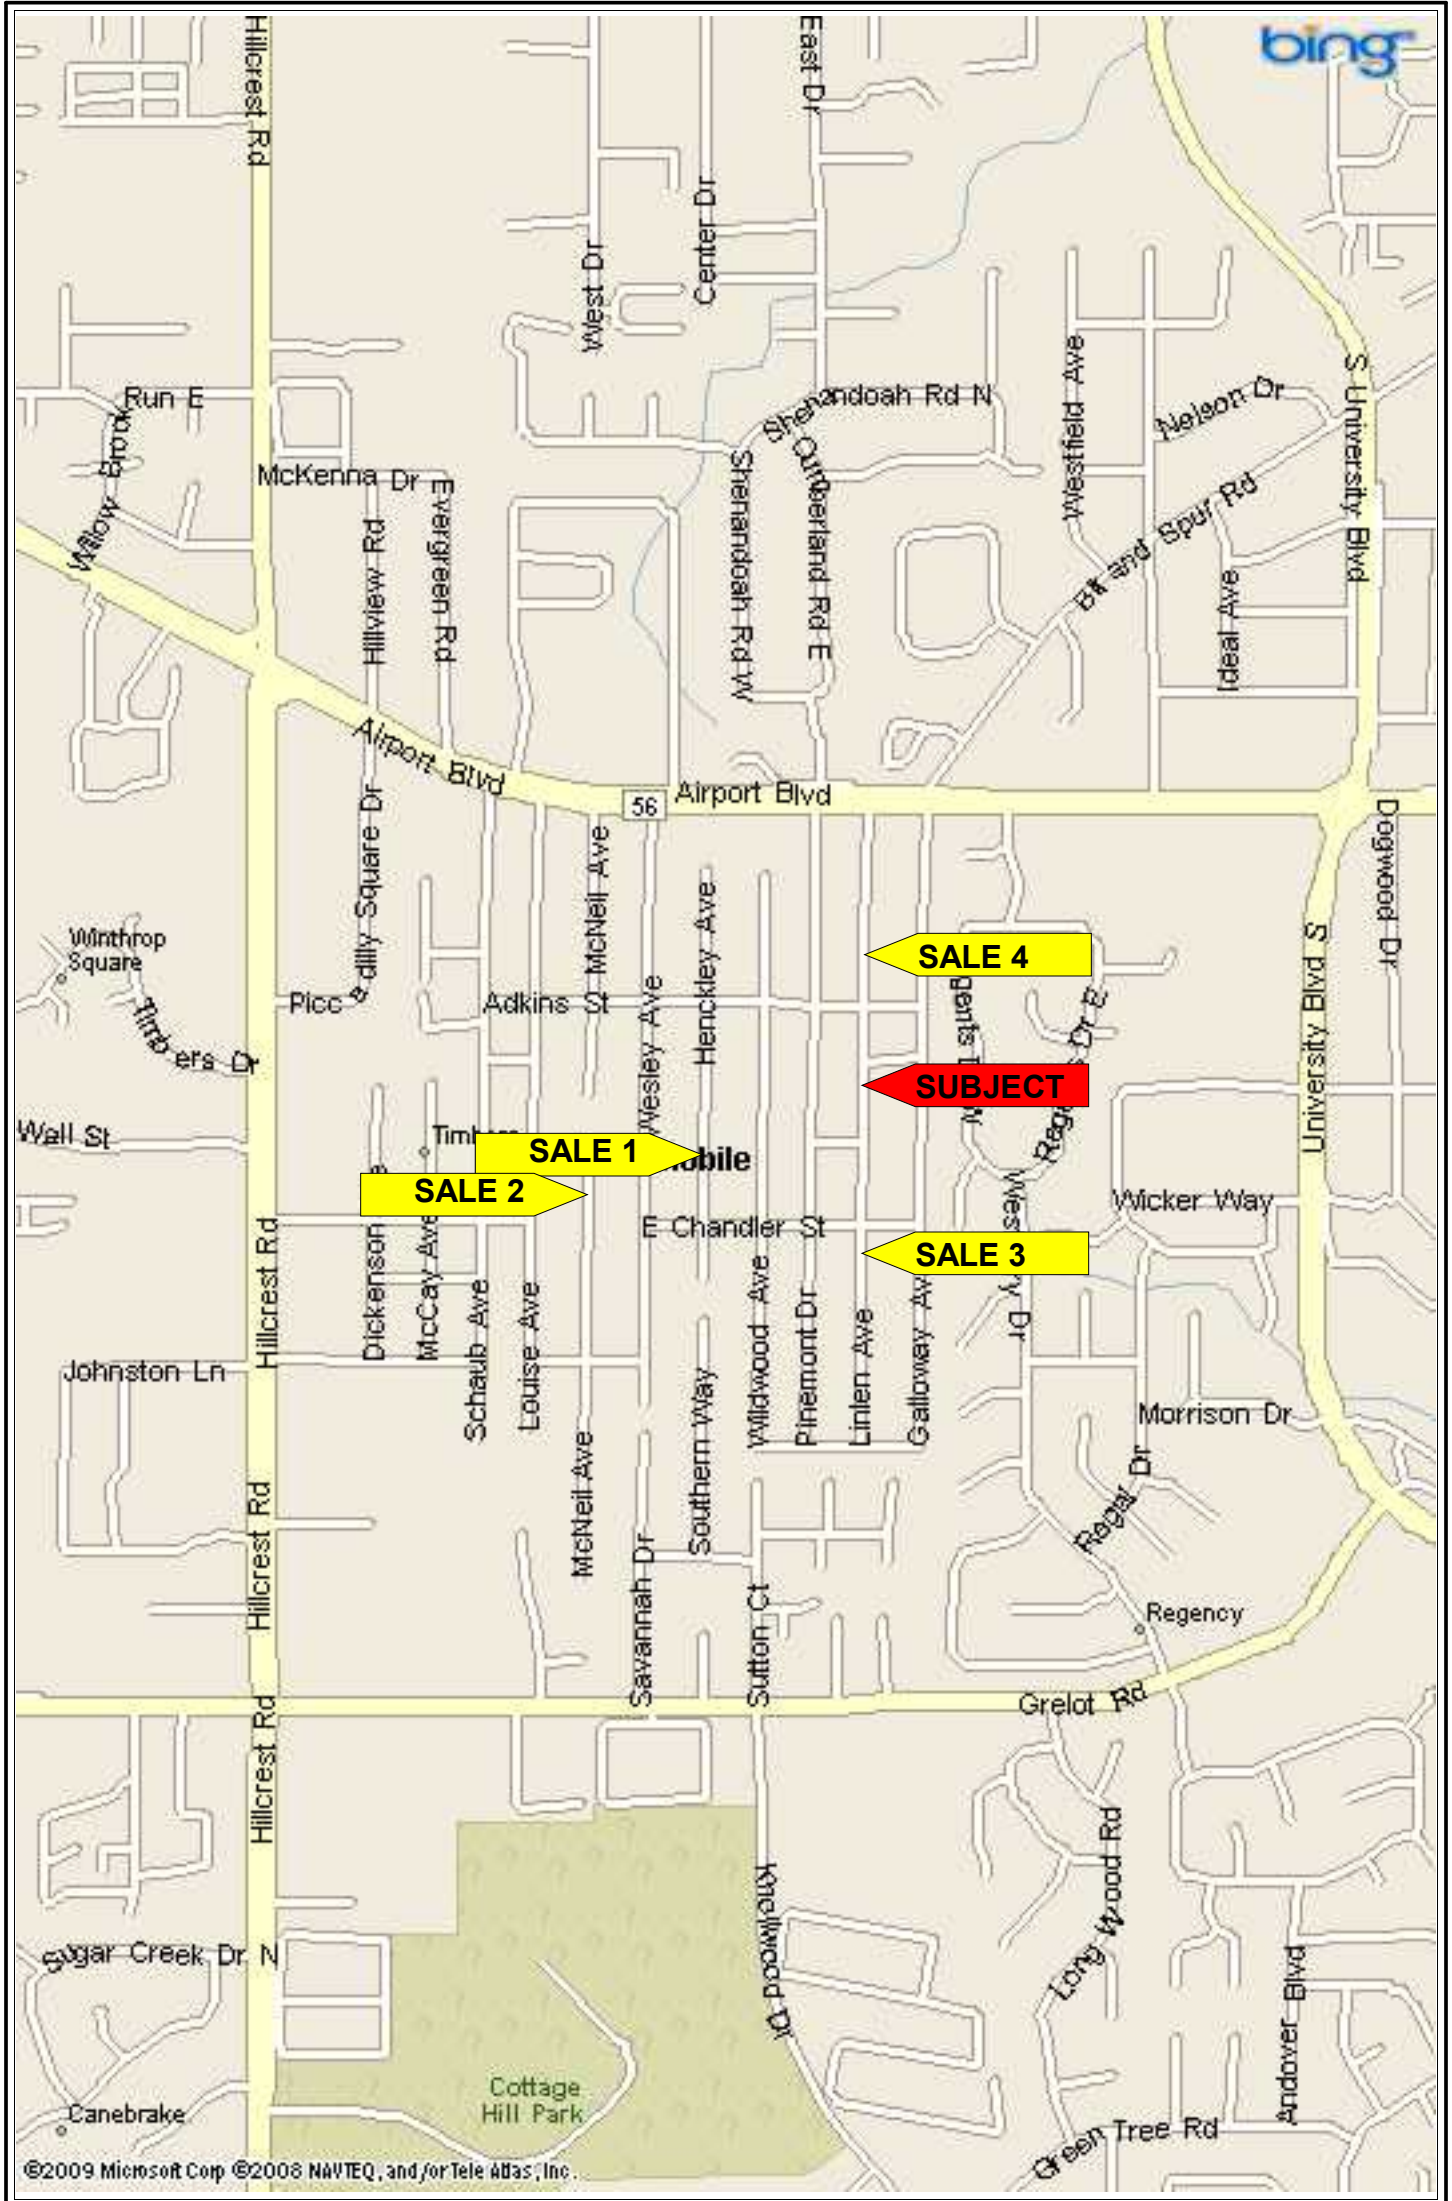 bing
Hillcrest Rd
East Dr
Center Dr
West Dr
Run E
Willow Brook
McKenna Dr
Evergreen Rd
Hillview Rd
Shenandoah Rd N
Cumberland Rd E
Shenandoah Rd W
Westfield Ave
Nelson Dr
S University Blvd
Bit and Spur Rd
Ideal Ave
Airport Blvd
56
Airport Blvd
Dogwood Dr
Piccadilly Square Dr
McNeil Ave
Henckley Ave
Wesley Ave
Winthrop
Square
Timbers Dr
Adkins St
SALE 4
gents
Regents Dr E
University Blvd S
SUBJECT
Wall St
SALE 1
obile
SALE 2
Wicker Way
E Chandler St
SALE 3
Hillcrest Rd
Dickenson
McCay Ave
Schaub Ave
Louise Ave
Wildwood Ave
Pinemont Dr
Linlen Ave
Galloway Av
Wes
ry Dr
Johnston Ln
Southern Way
McNeil Ave
Morrison Dr
Regal Dr
Hillcrest Rd
Savannah Dr
Sutton Ct
Regency
Grelot Rd
Hillcrest Rd
Knollwood Dr
Long Wood Rd
Sugar Creek Dr N
Andover Blvd
Cottage
Hill Park
Canebrake
Green Tree Rd
©2009 Microsoft Corp ©2008 NAVTEQ, and/or Tele Atlas, Inc.